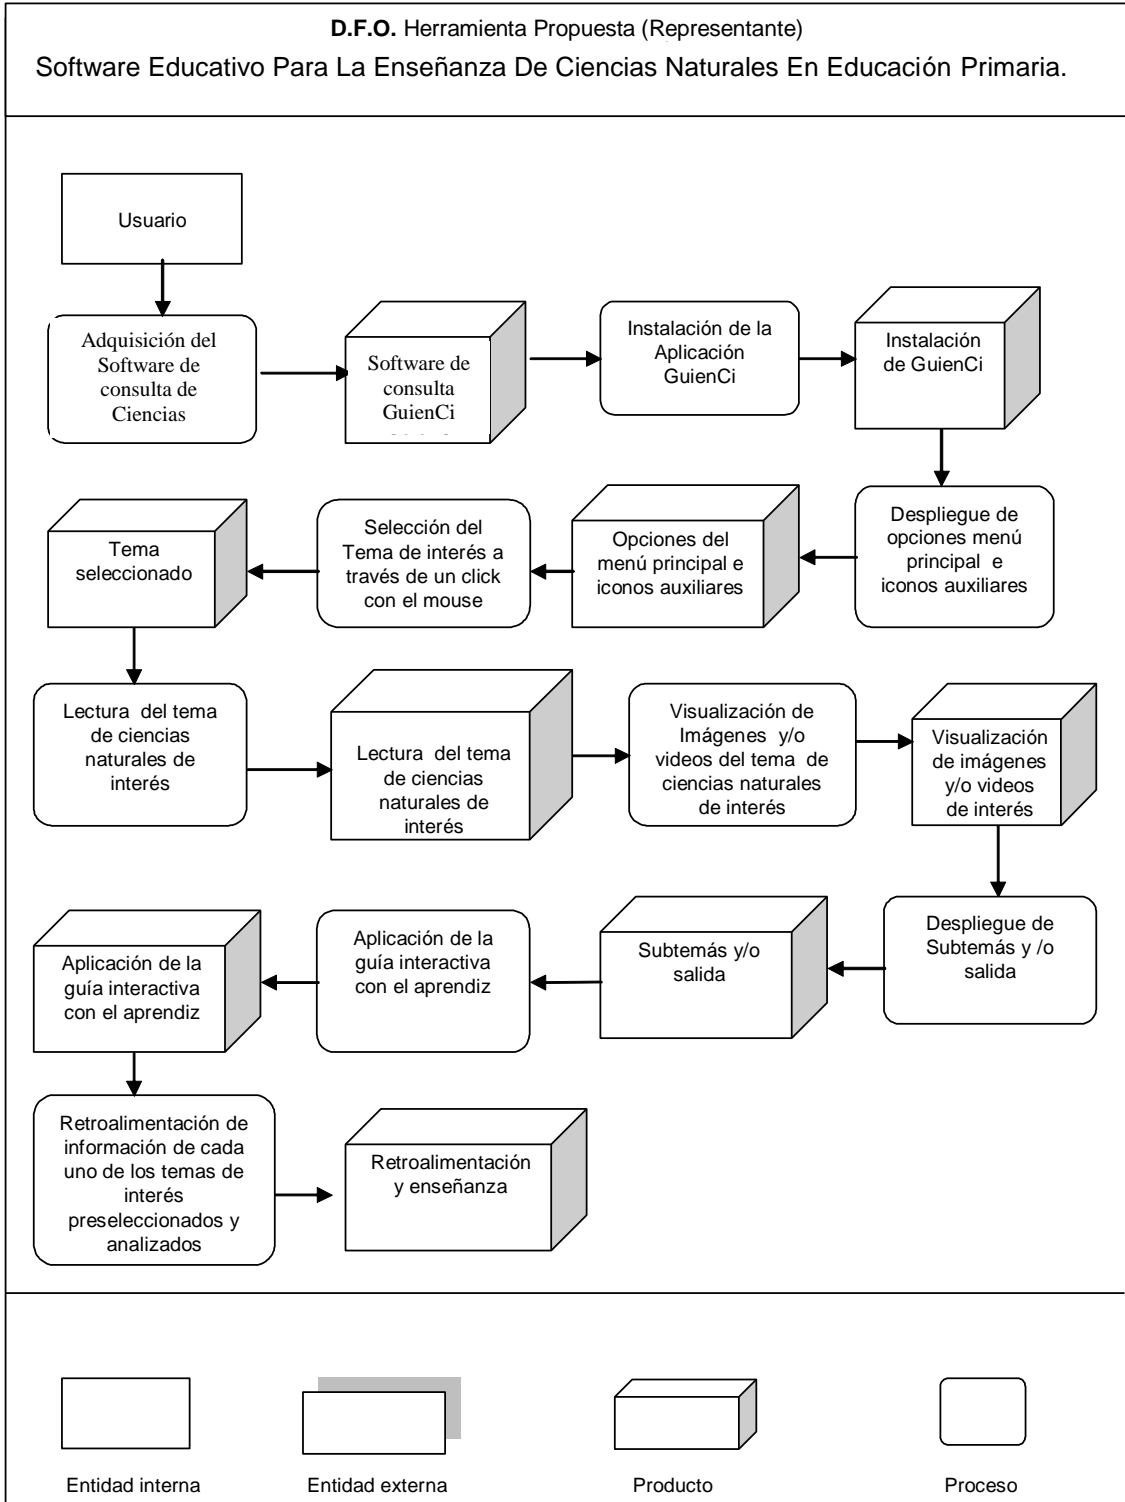 D.F.O. Herramienta Propuesta (Representante)
Software Educativo Para La Enseñanza De Ciencias Naturales En Educación Primaria.
Usuario
Adquisición del
Software de
consulta de
Ciencias
Software de
consulta
GuienCi
Instalación de la
Aplicación
GuienCi
Instalación
de GuienCi
Despliegue de
opciones menú
principal e
iconos auxiliares
Opciones del
menú principal e
iconos auxiliares
Selección del
Tema de interés a
través de un click
con el mouse
Tema
seleccionado
Lectura del tema
de ciencias
naturales de
interés
Lectura del tema
de ciencias
naturales de
interés
Visualización de
Imágenes y/o
videos del tema de
ciencias naturales
de interés
Visualización
de imágenes
y/o videos
de interés
Despliegue de
Subtemás y /o
salida
Subtemás y/o
salida
Aplicación de la
guía interactiva
con el aprendiz
Aplicación de la
guía interactiva
con el aprendiz
Retroalimentación de
información de cada
uno de los temas de
interés
preseleccionados y
analizados
Retroalimentación
y enseñanza
Entidad interna
Entidad externa
Producto
Proceso